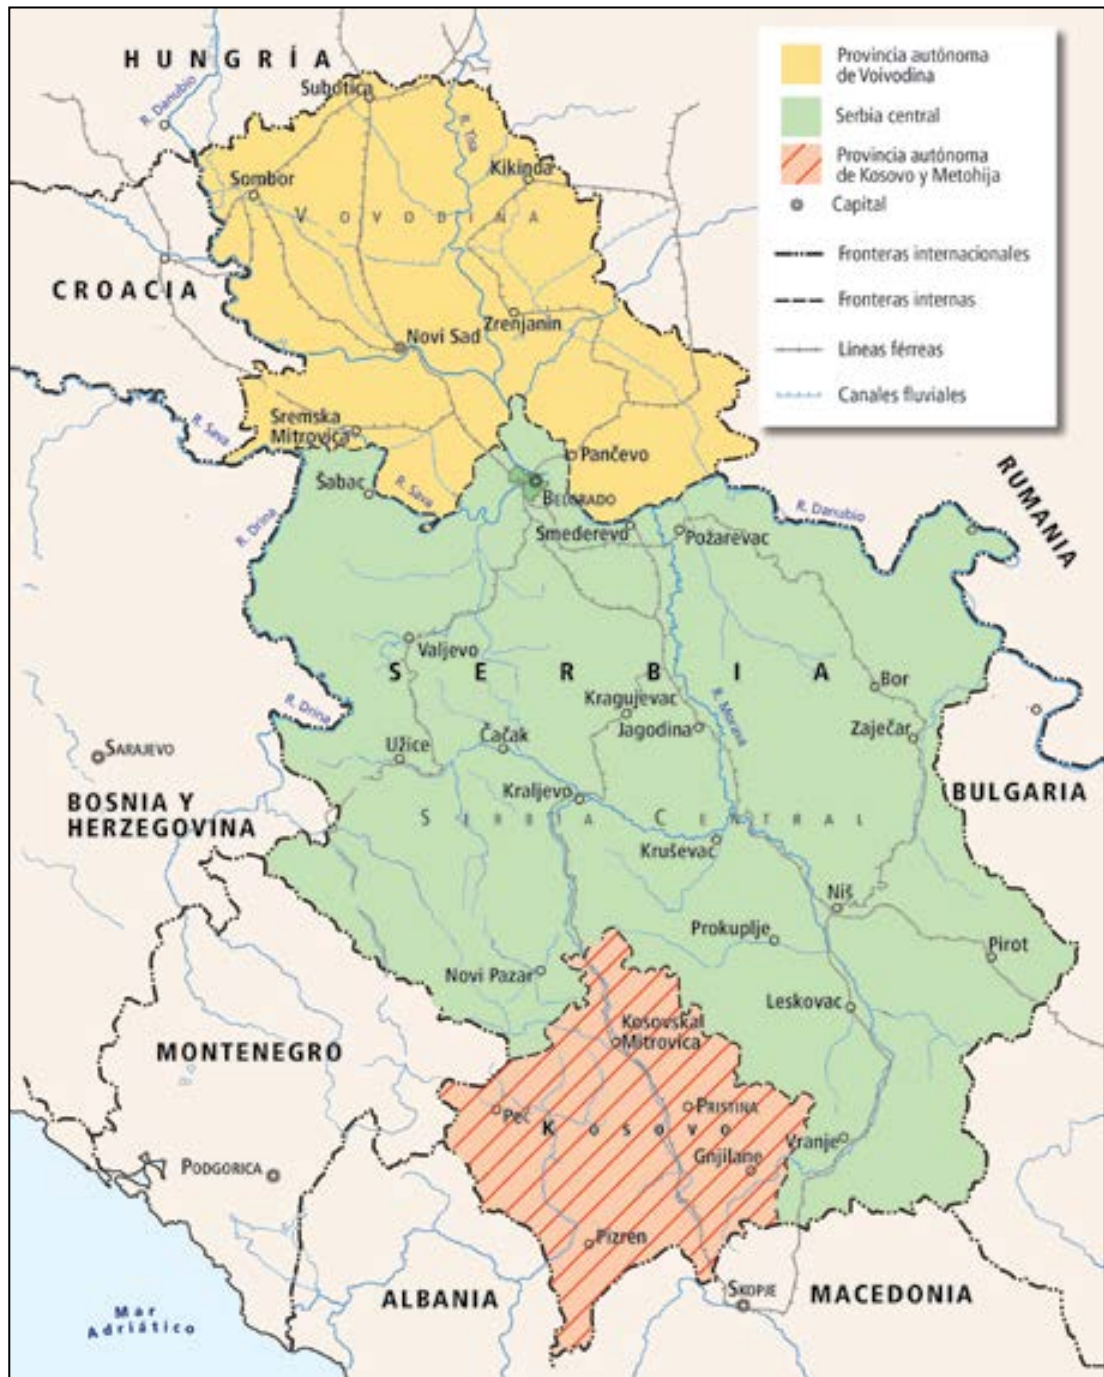 HUNGRÍA
R. Danubio
Subotica
R. Tisa
Kikinda
Sombor
VOVODINA
CROACIA
Zrenjanin
Novi Sad
R. Sava
Sremska
Mitrovica
Pančevo
Šabac
R. Sava
BELGRADO
R. Danubio
RUMANIA
R. Drina
Smederevo
Požarevac
Valjevo
SERBIA
Bor
R. Drina
Kragujevac
R. Morava
Jagodina
Zaječar
SARAJEVO
Užice
Čačak
BOSNIA Y
HERZEGOVINA
Kraljevo
BULGARIA
SERBIA CENTRAL
Kruševac
Niš
Prokuplje
Pirot
Novi Pazar
Leskovac
Kosovskal
Mitrovica
MONTENEGRO
Peć
PRISTINA
KOSOVO
Vranje
Gnjilane
PODGORICA
Pizren
ALBANIA
SKOPJE
MACEDONIA
Mar
Adriático
Provincia autónoma
de Voivodina
Serbia central
Provincia autónoma
de Kosovo y Metohija
Capital
Fronteras internacionales
Fronteras internas
Líneas férreas
Canales fluviales